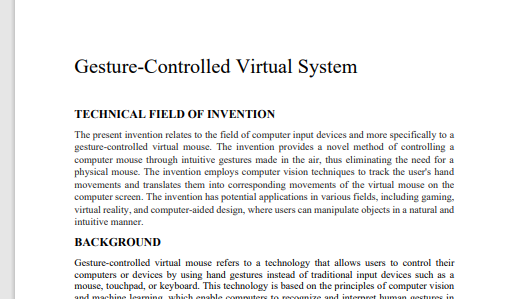 Gesture-Controlled Virtual System
TECHNICAL FIELD OF INVENTION
The present invention relates to the field of computer input devices and more specifically to a
gesture-controlled virtual mouse. The invention provides a novel method of controlling a
computer mouse through intuitive gestures made in the air, thus eliminating the need for a
physical mouse. The invention employs computer vision techniques to track the user's hand
movements and translates them into corresponding movements of the virtual mouse on the
computer screen. The invention has potential applications in various fields, including gaming,
virtual reality, and computer-aided design, where users can manipulate objects in a natural and
intuitive manner.
BACKGROUND
Gesture-controlled virtual mouse refers to a technology that allows users to control their
computers or devices by using hand gestures instead of traditional input devices such as a
mouse, touchpad, or keyboard. This technology is based on the principles of computer vision
and machine learning, which enable computers to recognize and interpret human gestures in